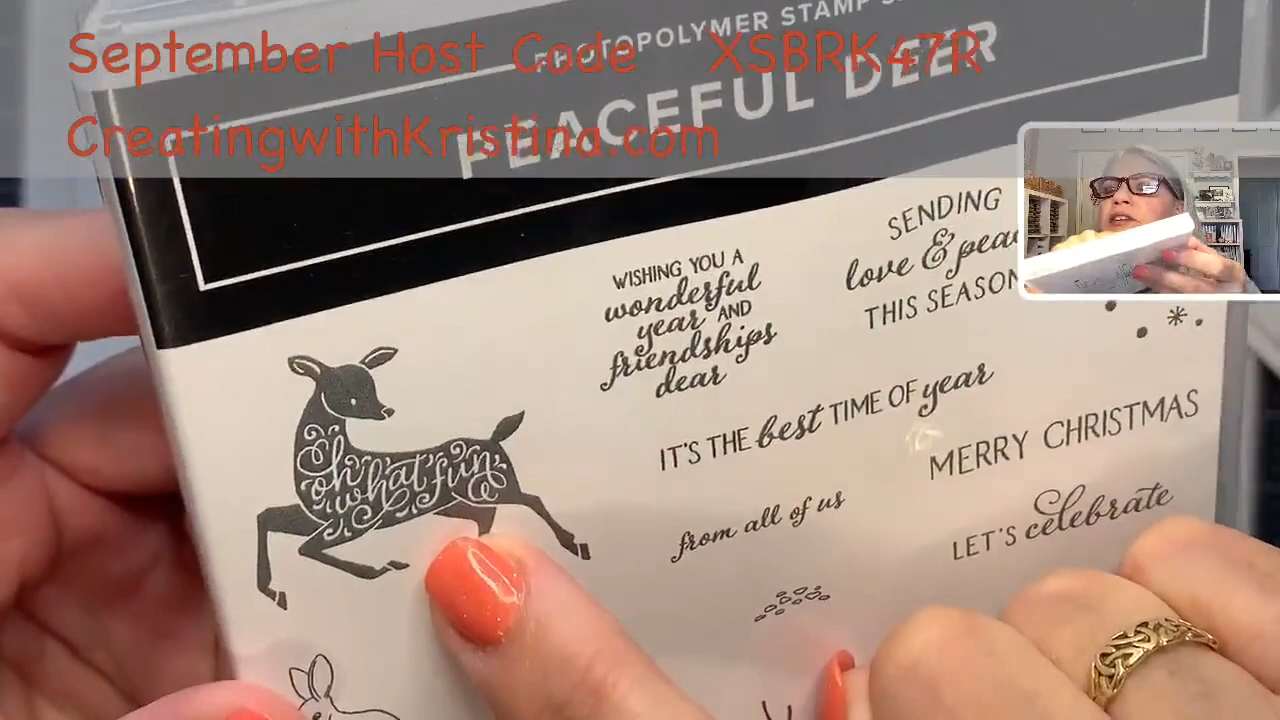 September Host Code XSBRK47R
CreatingwithKristina.com
PHOTOPOLYMER STAMP
PEACEFUL DEER
WISHING YOU A
wonderful
year AND
friendships
dear
SENDING
love &
THIS SEASON
IT'S THE best TIME OF year
MERRY CHRISTMAS
from all of us
LET'S celebrate
oh
what fun